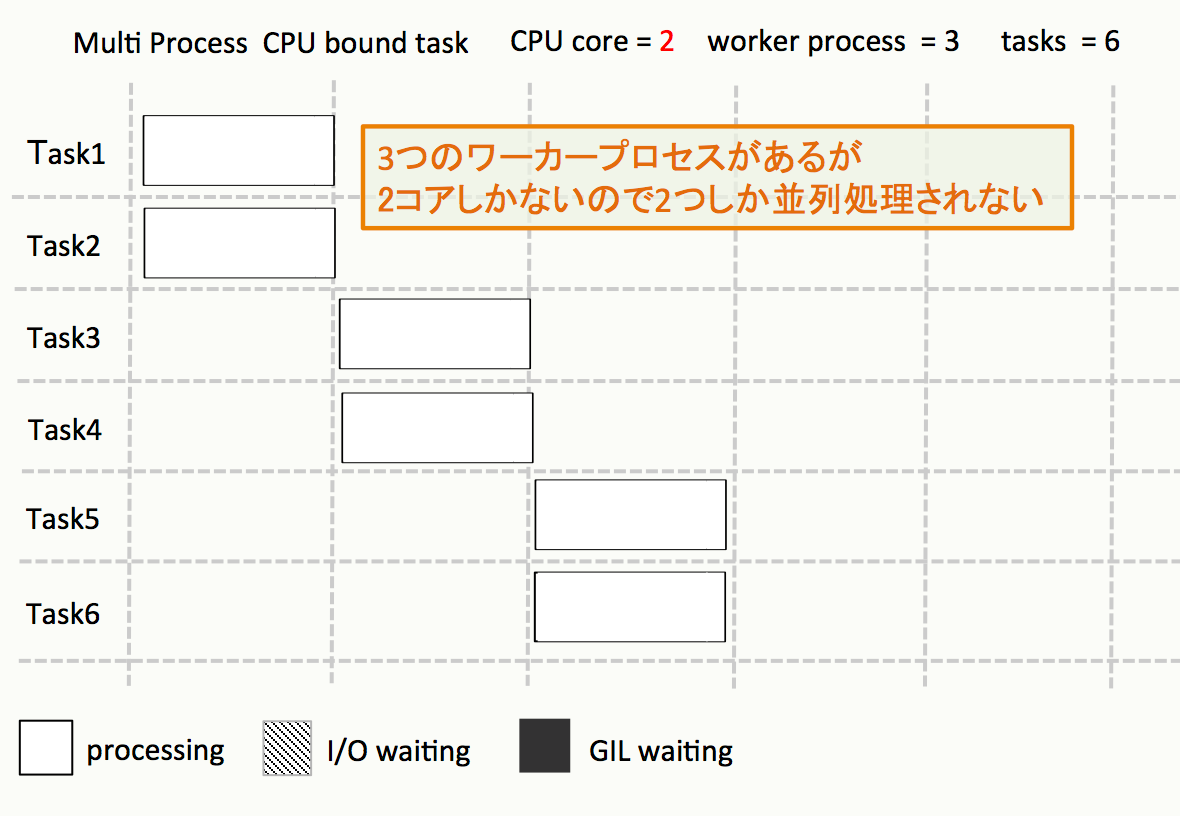 Multi Process CPU bound task CPU core = 2 worker process = 3 tasks = 6
Task1
3つのワーカープロセスがあるが
2コアしかないので2つしか並列処理されない
Task2
Task3
Task4
Task5
Task6
processing I/O waiting GIL waiting